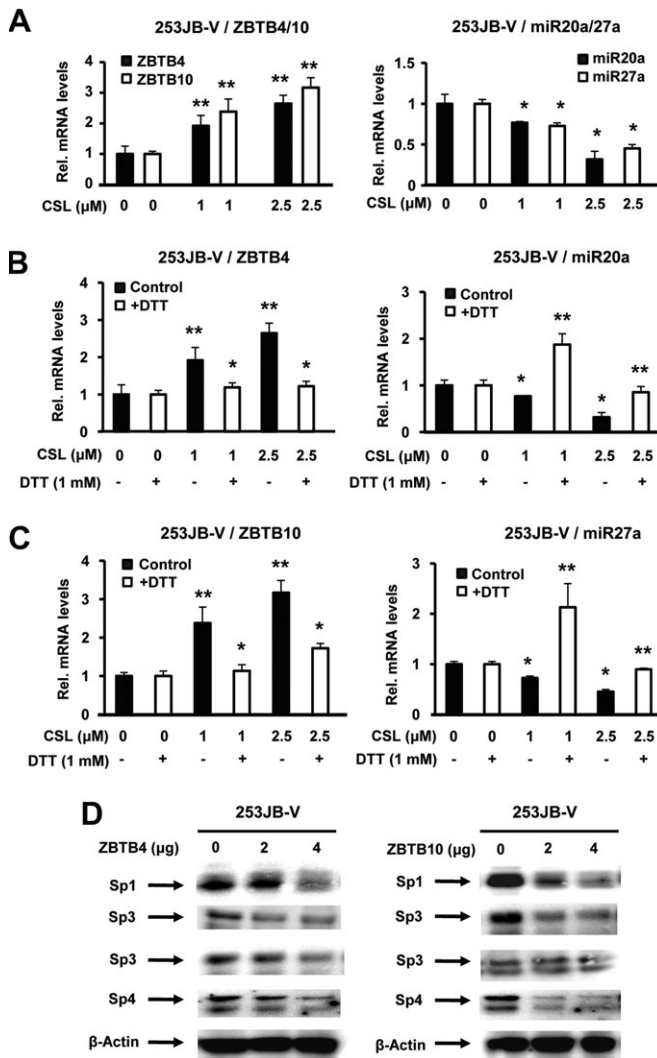 A
253JB-V / ZBTB4/10
ZBTB4
ZBTB10
Rel. mRNA levels
4
3
2
1
0
** ** ** **
CSL (µM) 0 0 1 1 2.5 2.5
253JB-V / miR20a/27a
miR20a
miR27a
Rel. mRNA levels
1.5
1
0.5
0
* * * *
0 0 1 1 2.5 2.5
B
253JB-V / ZBTB4
Control
+DTT
Rel. mRNA levels
4
3
2
1
0
** * ** *
CSL (µM) 0 0 1 1 2.5 2.5
DTT (1 mM) - + - + - +
253JB-V / miR20a
Control
+DTT
Rel. mRNA levels
3
2
1
0
* ** * **
CSL (µM) 0 0 1 1 2.5 2.5
DTT (1 mM) - + - + - +
C
253JB-V / ZBTB10
Control
+DTT
Rel. mRNA levels
4
3
2
1
0
** * ** *
CSL (µM) 0 0 1 1 2.5 2.5
DTT (1 mM) - + - + - +
253JB-V / miR27a
Control
+DTT
Rel. mRNA levels
3
2
1
0
* ** * **
CSL (µM) 0 0 1 1 2.5 2.5
DTT (1 mM) - + - + - +
D
253JB-V
ZBTB4 (µg) 0 2 4
Sp1
Sp3
Sp3
Sp4
β-Actin
253JB-V
ZBTB10 (µg) 0 2 4
Sp1
Sp3
Sp3
Sp4
β-Actin